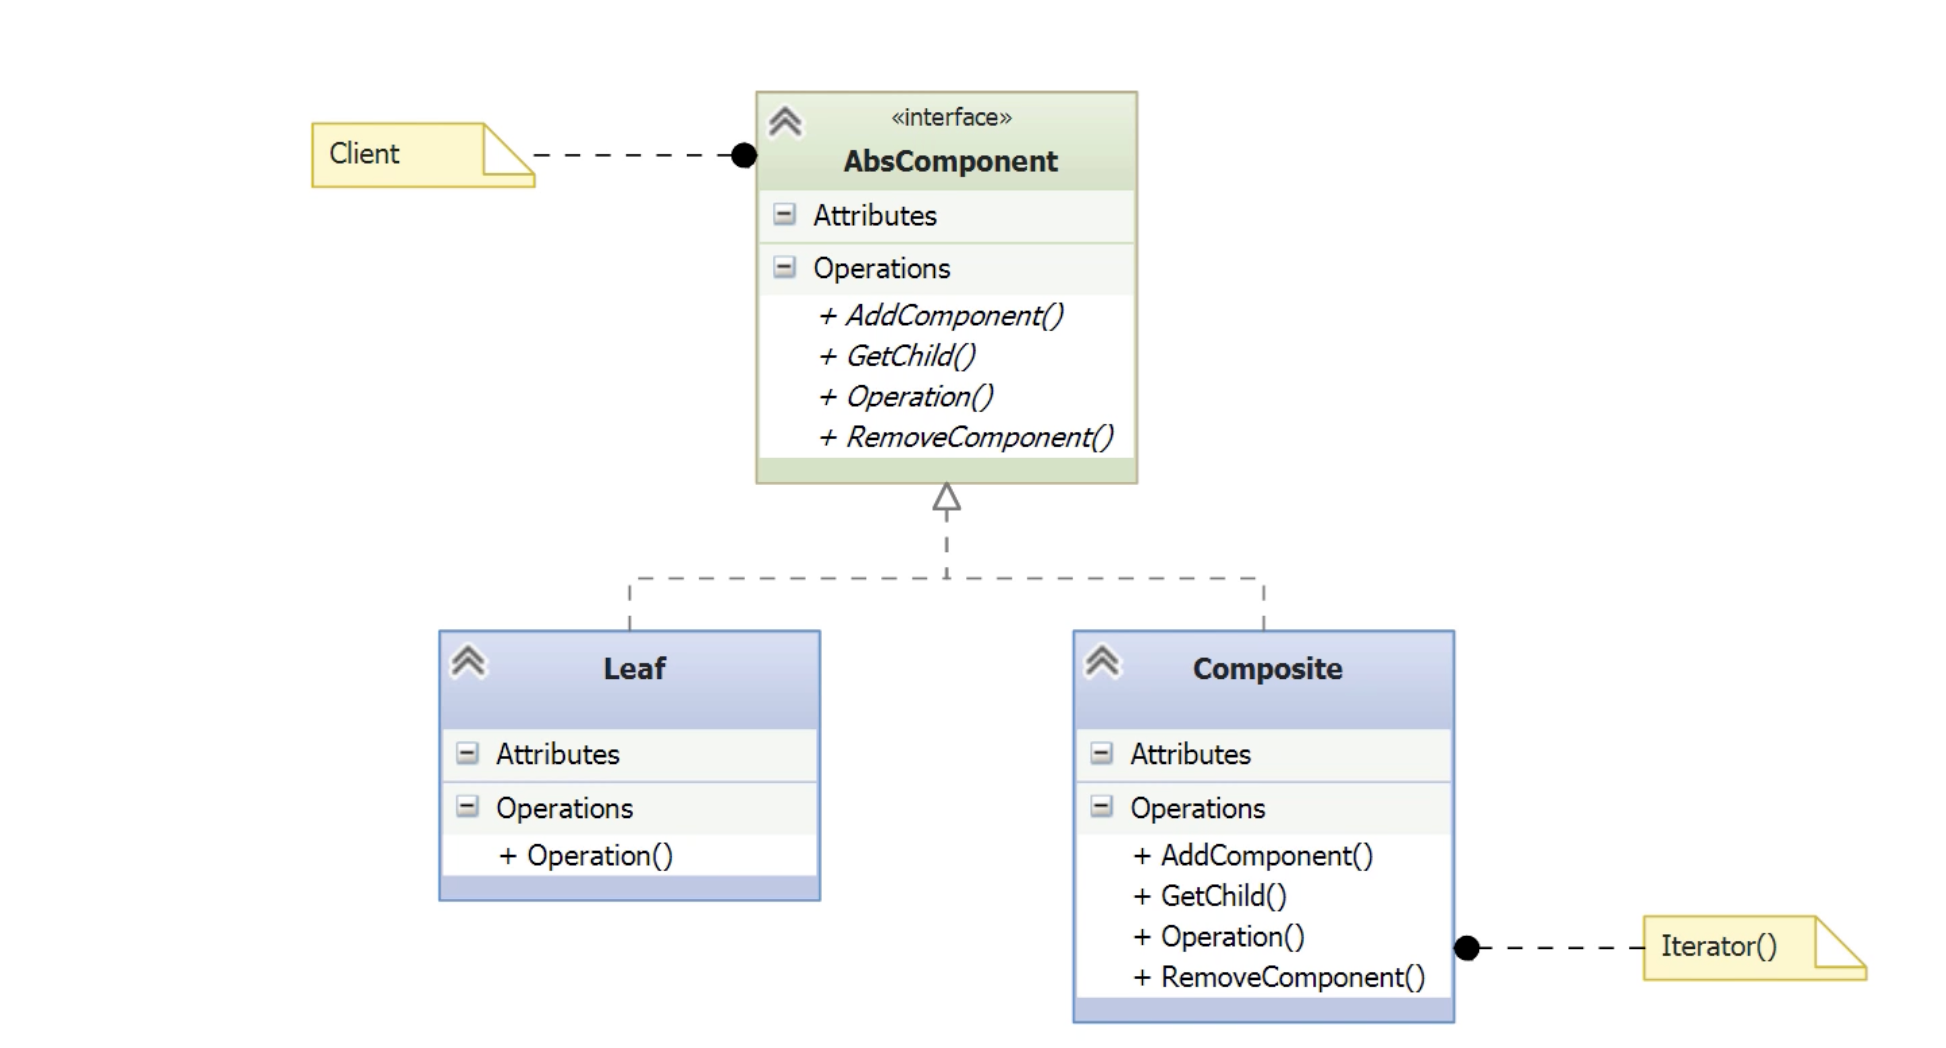 Client
«interface»
AbsComponent
Attributes
Operations
+ AddComponent()
+ GetChild()
+ Operation()
+ RemoveComponent()
Leaf
Attributes
Operations
+ Operation()
Composite
Attributes
Operations
+ AddComponent()
+ GetChild()
+ Operation()
+ RemoveComponent()
Iterator()